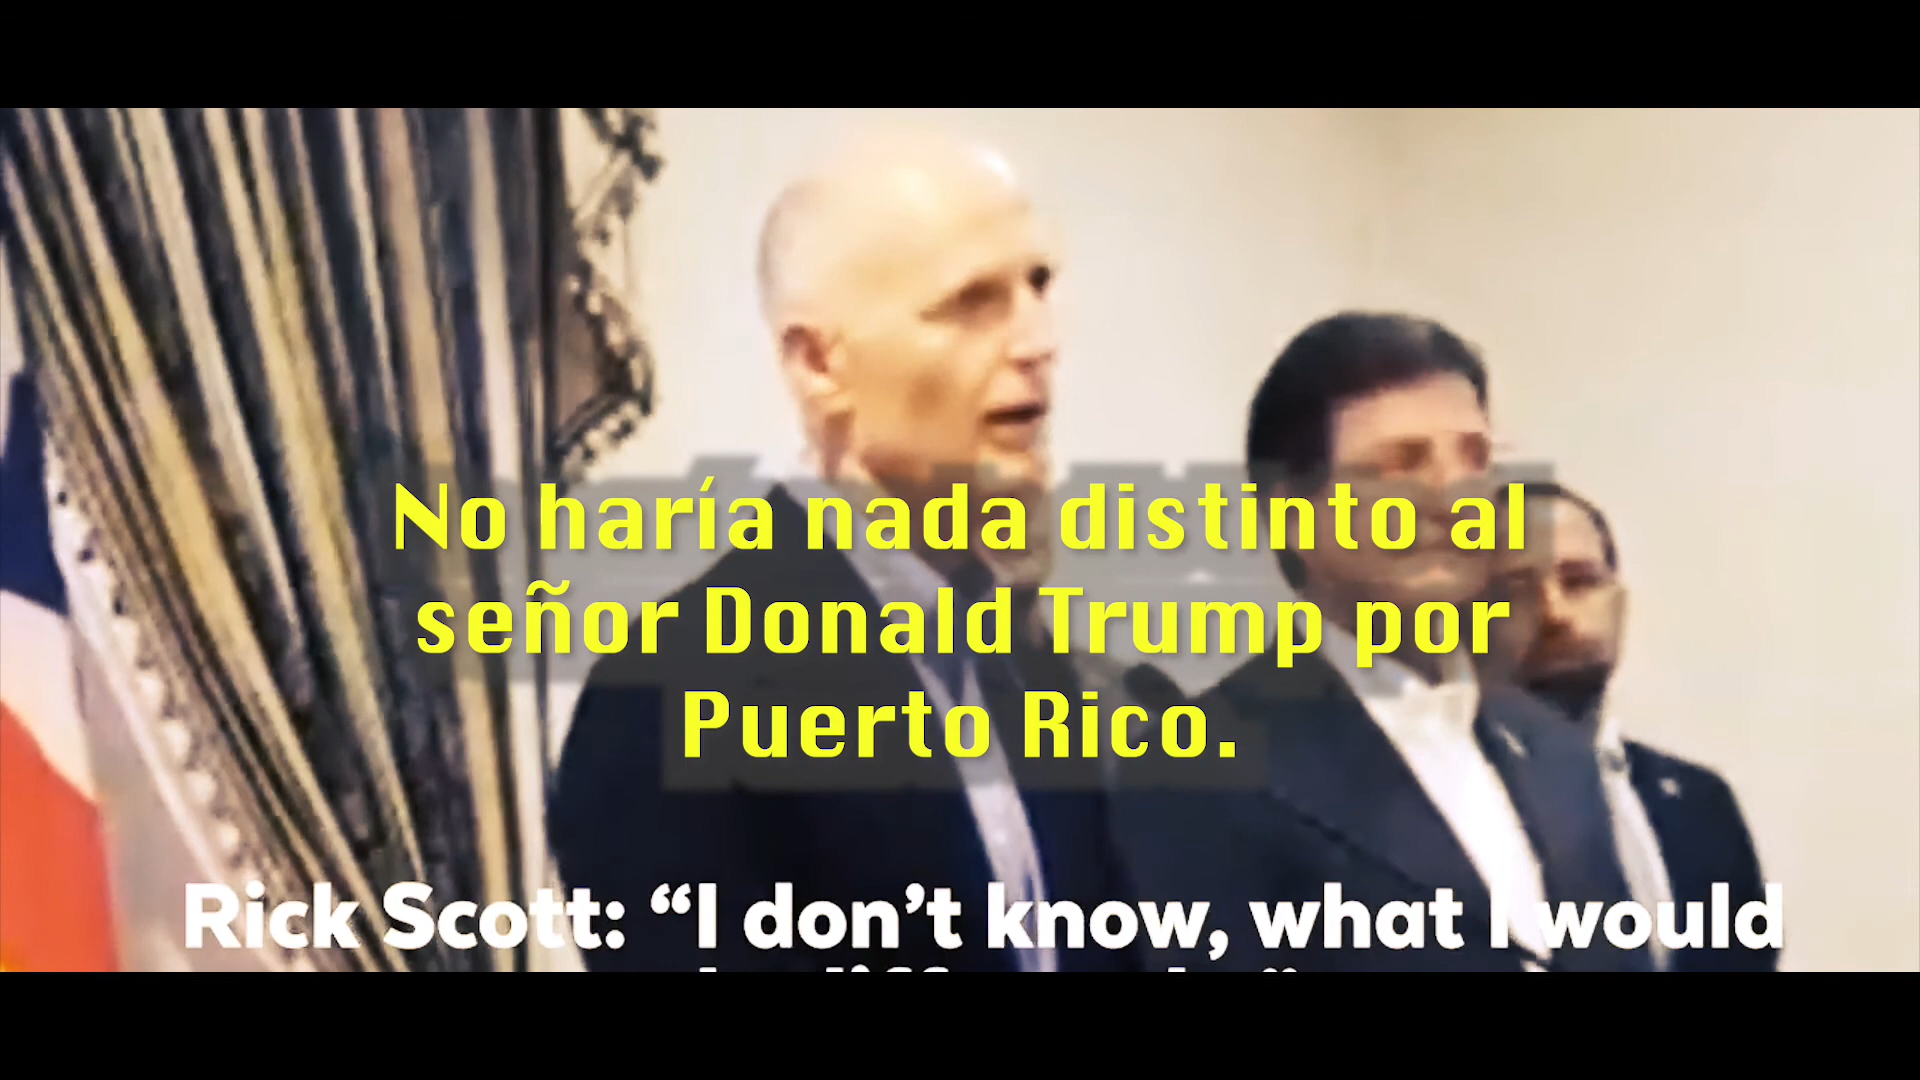 No haría nada distinto al
señor Donald Trump por
Puerto Rico.
Rick Scott: “I don’t know, what I would